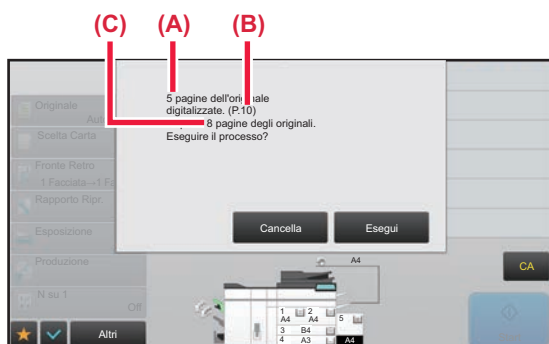 (C) (A) (B)
5 pagine dell'originale
digitalizzate. (P.10)
8 pagine degli originali.
Eseguire il processo?
Cancella Esegui
Originale
Auto
Scelta Carta
Fronte Retro
1 Facciata→1 Fa
Rapporto Ripr.
Esposizione
Produzione
N su 1
Off
Altri
A4
CA
1 A4 2 A4 5
3 B4
4 A3 A4